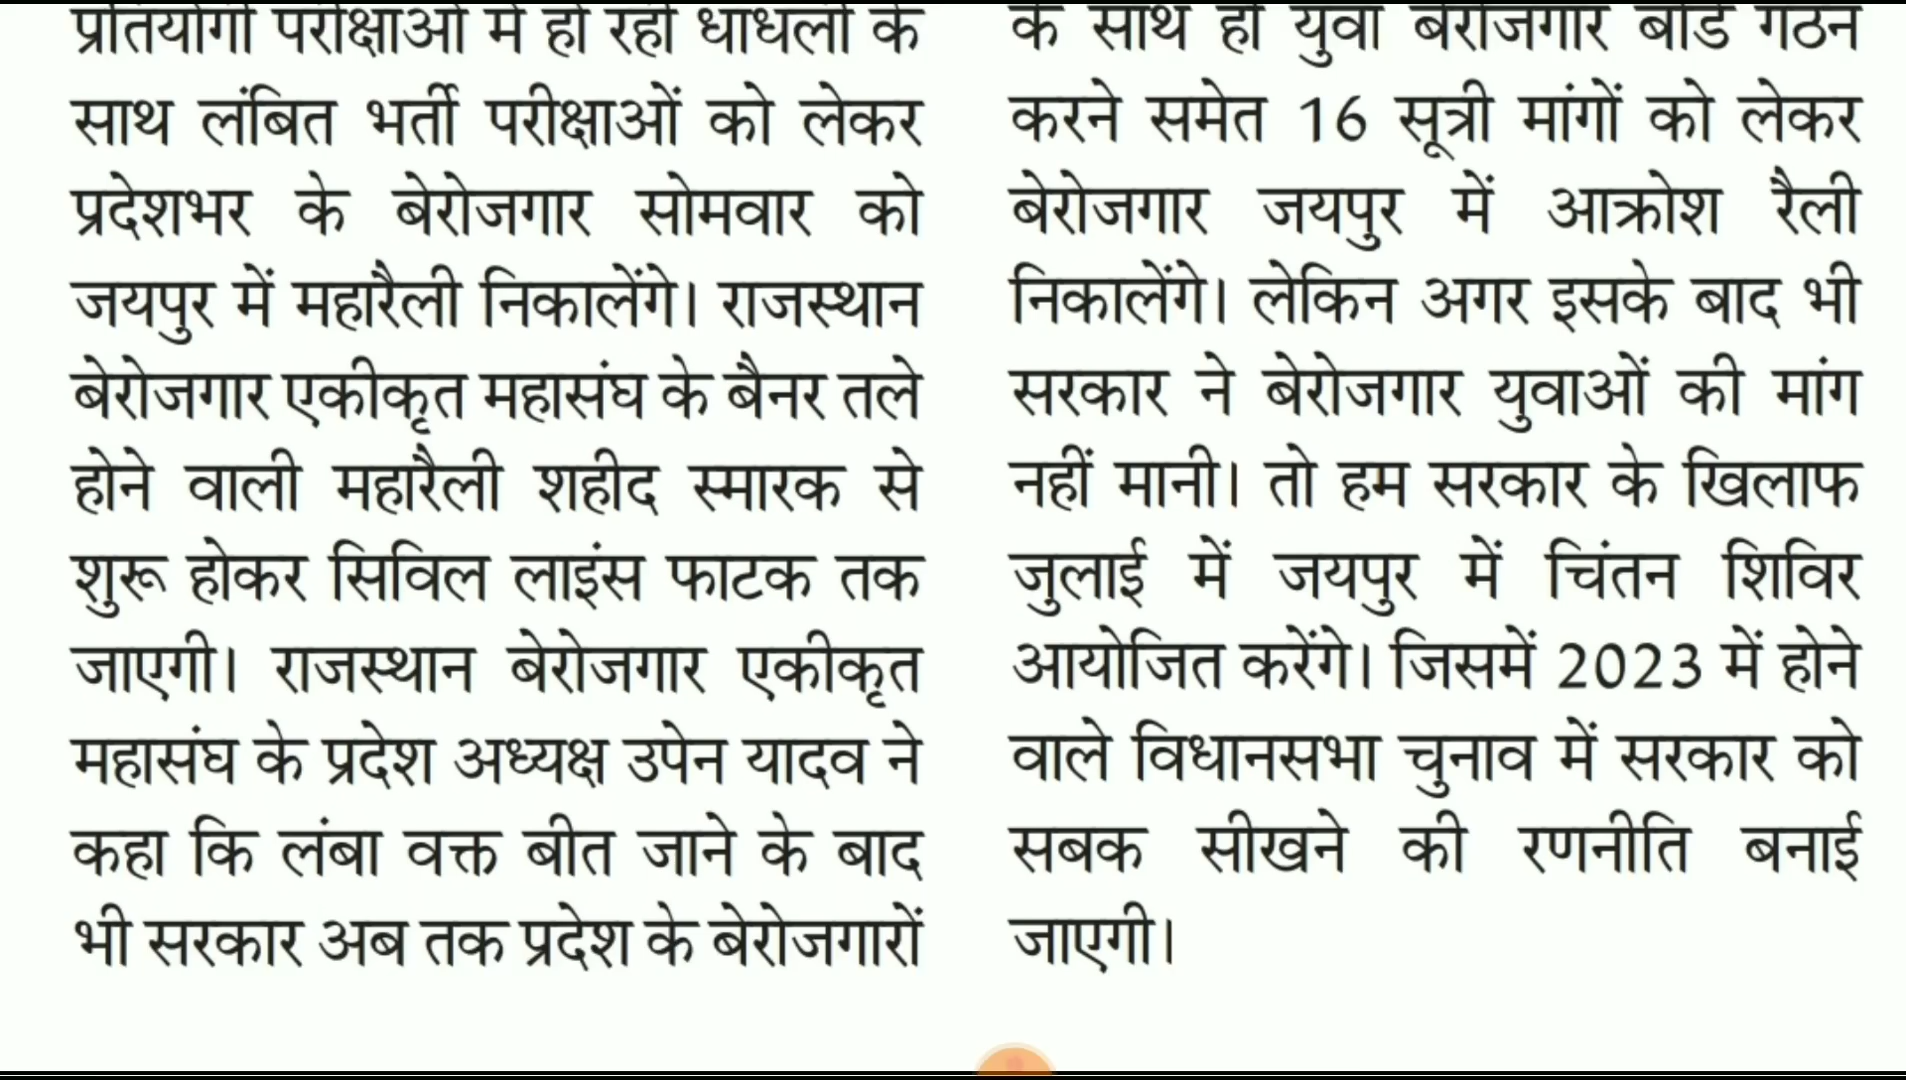 प्रतियोगी परीक्षाओं में हो रही धांधली के
साथ लंबित भर्ती परीक्षाओं को लेकर
प्रदेशभर के बेरोजगार सोमवार को
जयपुर में महारैली निकालेंगे। राजस्थान
बेरोजगार एकीकृत महासंघ के बैनर तले
होने वाली महारैली शहीद स्मारक से
शुरू होकर सिविल लाइंस फाटक तक
जाएगी। राजस्थान बेरोजगार एकीकृत
महासंघ के प्रदेश अध्यक्ष उपेन यादव ने
कहा कि लंबा वक्त बीत जाने के बाद
भी सरकार अब तक प्रदेश के बेरोजगारों
के साथ ही युवा बेरोजगार बोर्ड गठन
करने समेत 16 सूत्री मांगों को लेकर
बेरोजगार जयपुर में आक्रोश रैली
निकालेंगे। लेकिन अगर इसके बाद भी
सरकार ने बेरोजगार युवाओं की मांग
नहीं मानी। तो हम सरकार के खिलाफ
जुलाई में जयपुर में चिंतन शिविर
आयोजित करेंगे। जिसमें 2023 में होने
वाले विधानसभा चुनाव में सरकार को
सबक सीखने की रणनीति बनाई
जाएगी।